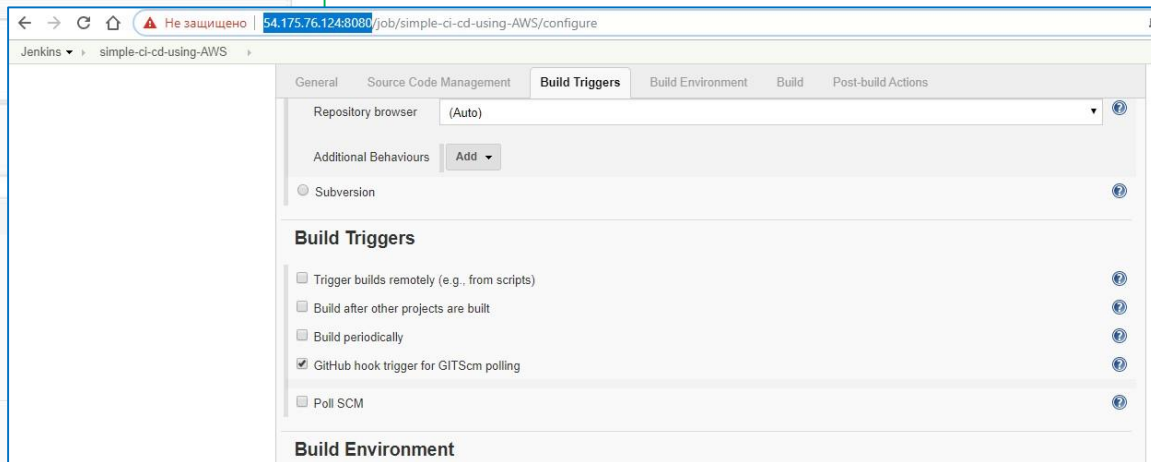 Не защищено | 54.175.76.124:8080/job/simple-ci-cd-using-AWS/configure
Jenkins simple-ci-cd-using-AWS
General Source Code Management Build Triggers Build Environment Build Post-build Actions
Repository browser (Auto)
Additional Behaviours Add
Subversion
Build Triggers
Trigger builds remotely (e.g., from scripts)
Build after other projects are built
Build periodically
GitHub hook trigger for GITScm polling
Poll SCM
Build Environment